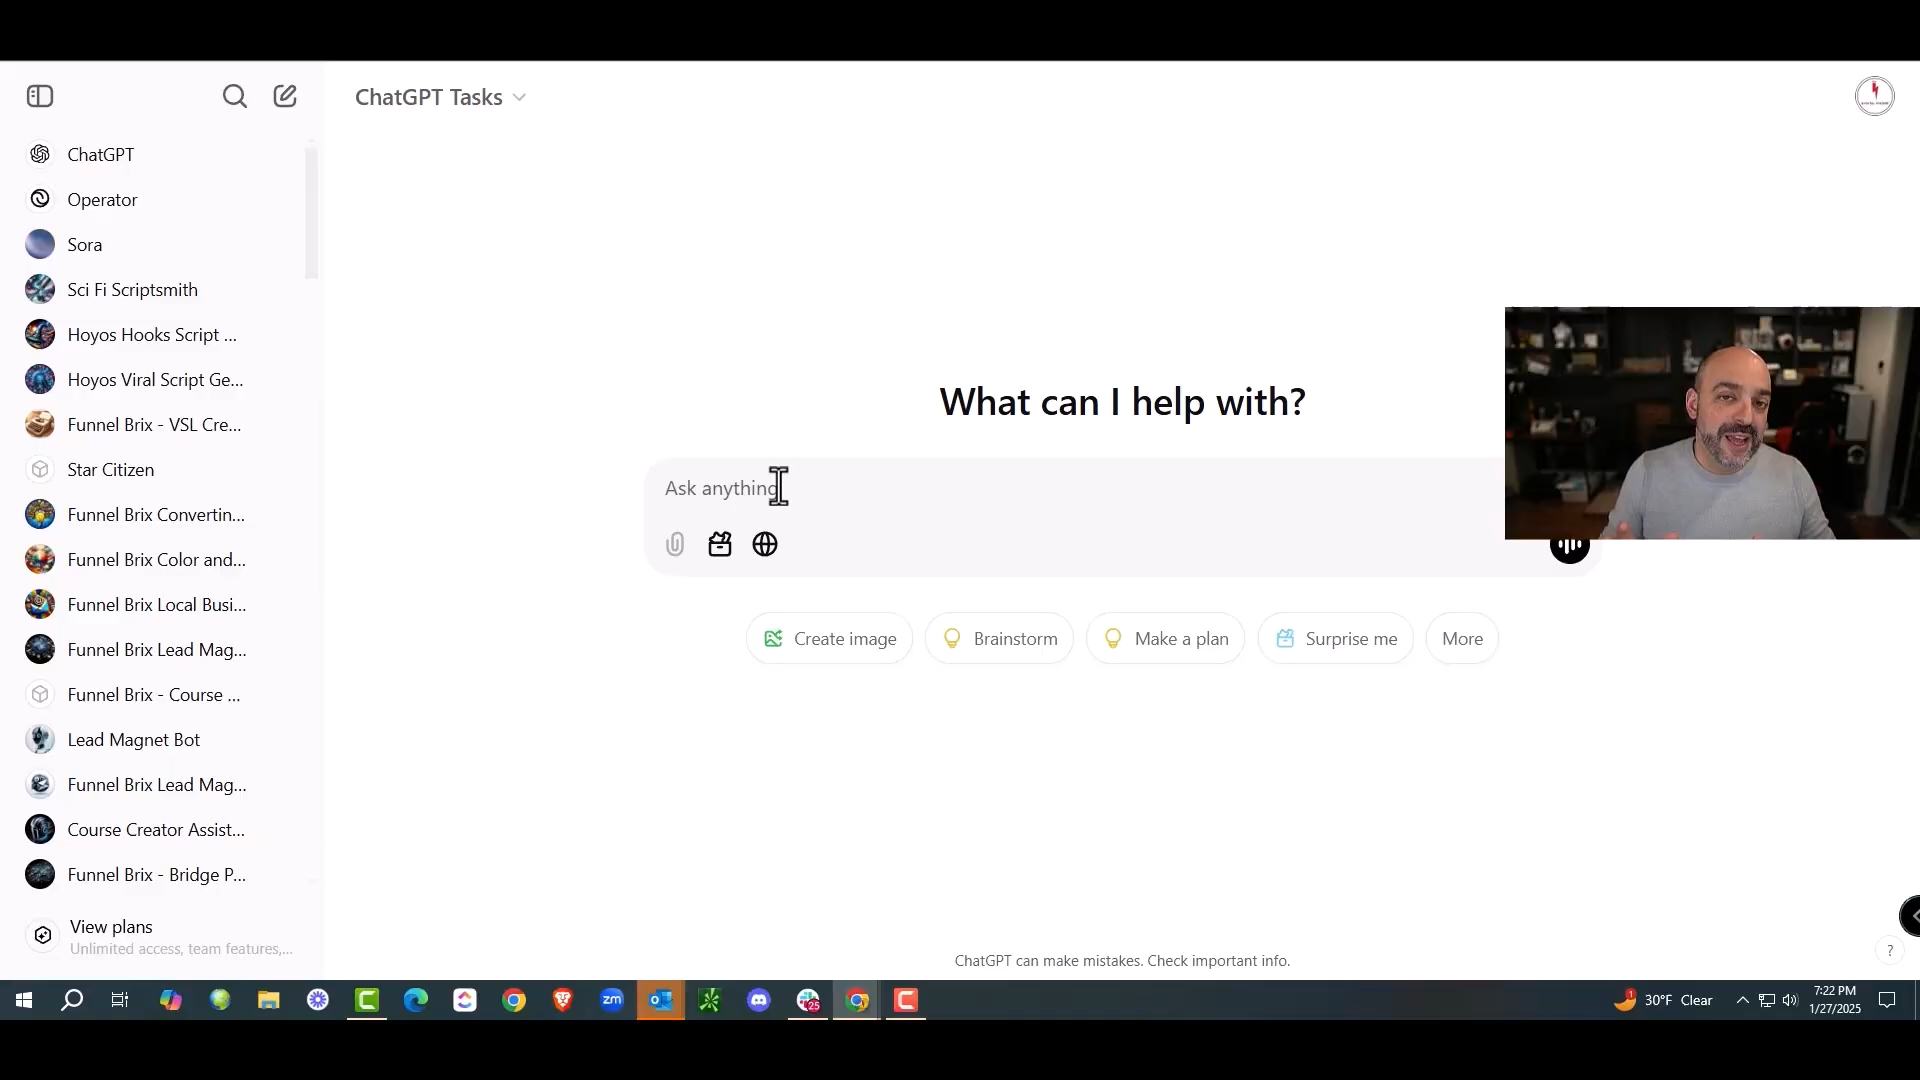 ChatGPT Tasks
ChatGPT
Operator
Sora
Sci Fi Scriptsmith
Hoyos Hooks Script ...
Hoyos Viral Script Ge...
Funnel Brix - VSL Cre...
Star Citizen
Funnel Brix Convertin...
Funnel Brix Color and...
Funnel Brix Local Busi...
Funnel Brix Lead Mag...
Funnel Brix - Course ...
Lead Magnet Bot
Funnel Brix Lead Mag...
Course Creator Assist...
Funnel Brix - Bridge P...
View plans
Unlimited access, team features,...
What can I help with?
Ask anything
Create image
Brainstorm
Make a plan
Surprise me
More
ChatGPT can make mistakes. Check important info.
?
zm
25
1
30°F Clear
7:22 PM
1/27/2025